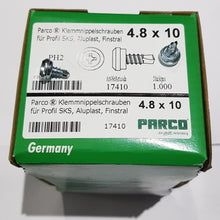 Parco ® Klemmnippelschrauben
für Profil SKS, Aluplast, Finstral
4.8 x 10
PH2
17410
1.000
Parco ® Klemmnippelschrauben
für Profil SKS, Aluplast, Finstral
4.8 x 10
17410
PARCO
Germany